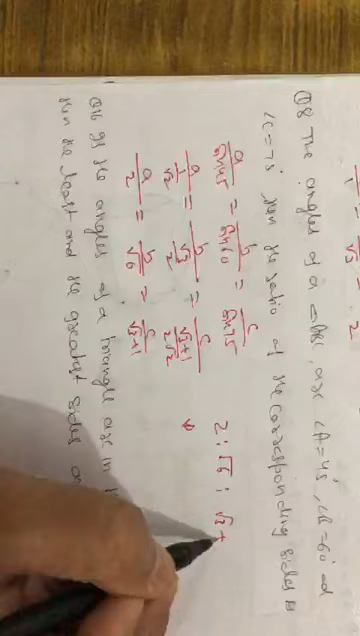 1 √3 2
Q8 The angles of a △ABC, are ∠A=45°, ∠B=60° and
∠C=75° then the ratio of the corresponding sides is
a/Sin45 = b/Sin60 = c/Sin75
a/(1/√2) = b/(√3/2) = c/((√3+1)/2√2) 2:√6:√3+
a/2 = b/√6 = c/√3+1
If the angles of a triangle are in
then the least and the greatest sides